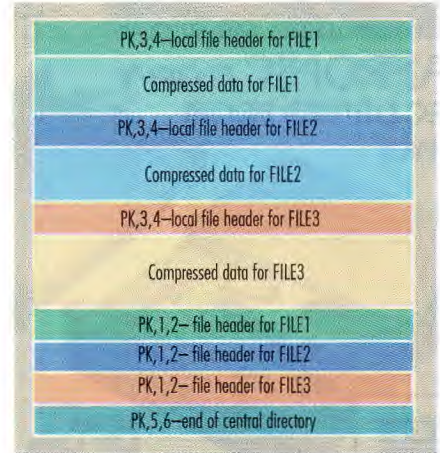 PK,3,4—local file header for FILE1
Compressed data for FILE1
PK,3,4—local file header for FILE2
Compressed data for FILE2
PK,3,4—local file header for FILE3
Compressed data for FILE3
PK,1,2— file header for FILE1
PK,1,2— file header for FILE2
PK,1,2— file header for FILE3
PK,5,6—end of central directory